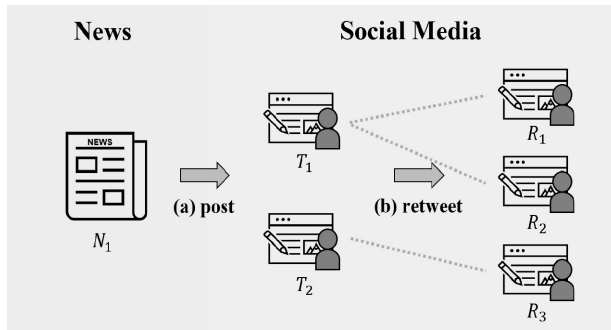 News
Social Media
NEWS
N₁
(a) post
T₁
T₂
(b) retweet
R₁
R₂
R₃